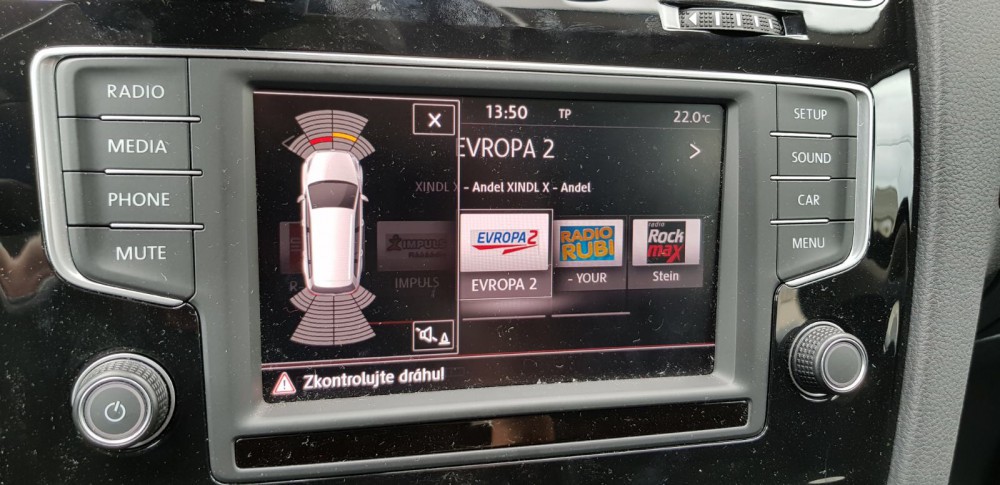 RADIO
MEDIA
PHONE
MUTE
13:50 TP 22.0°C
EVROPA 2
XINDL X - Andel XINDL X - Andel
IMPULS
IMPULS
EVROPA 2
EVROPA 2
RADIO
RUBI
- YOUR
radio
Rock
max
Stein
Zkontrolujte dráhu!
SETUP
SOUND
CAR
MENU